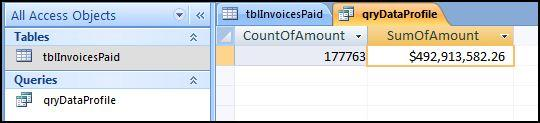 All Access Objects
Tables
tblInvoicesPaid
Queries
qryDataProfile
tblInvoicesPaid qryDataProfile
CountOfAmount SumOfAmount
177763 $492,913,582.26